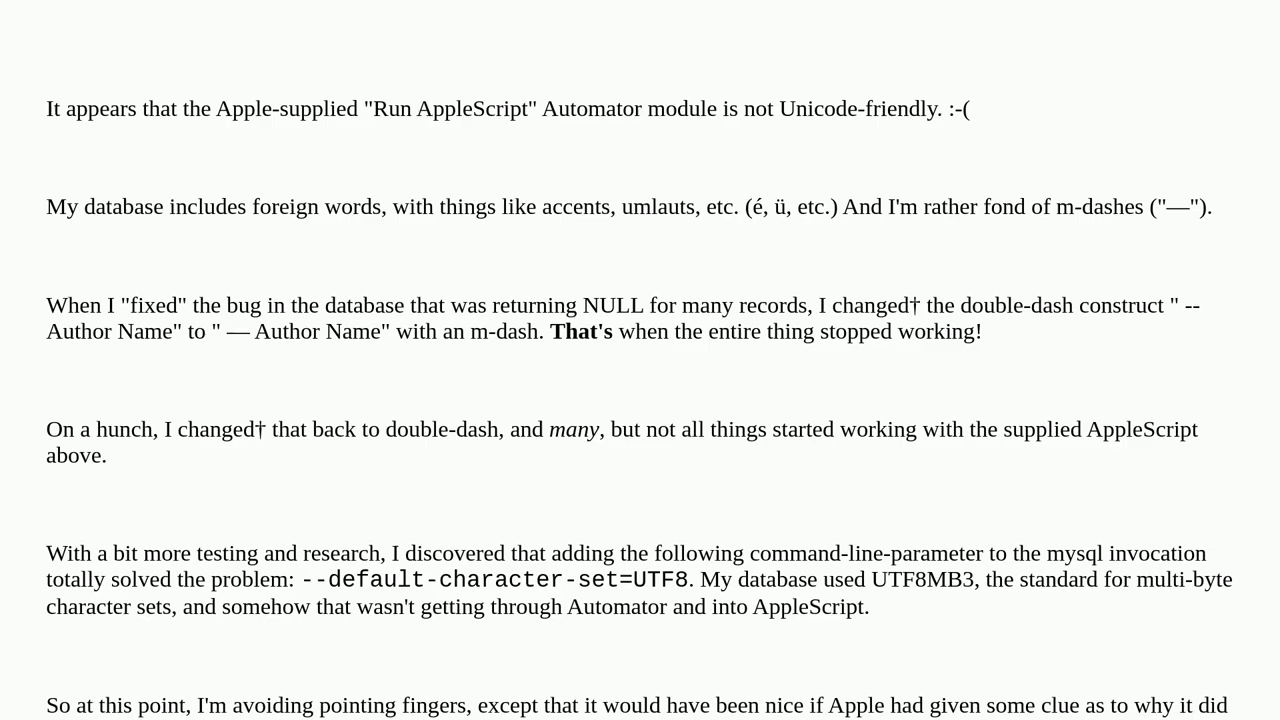 It appears that the Apple-supplied "Run AppleScript" Automator module is not Unicode-friendly. :-(
My database includes foreign words, with things like accents, umlauts, etc. (é, ü, etc.) And I'm rather fond of m-dashes ("—").
When I "fixed" the bug in the database that was returning NULL for many records, I changed† the double-dash construct " --
Author Name" to " — Author Name" with an m-dash. That's when the entire thing stopped working!
On a hunch, I changed† that back to double-dash, and many, but not all things started working with the supplied AppleScript
above.
With a bit more testing and research, I discovered that adding the following command-line-parameter to the mysql invocation
totally solved the problem: --default-character-set=UTF8. My database used UTF8MB3, the standard for multi-byte
character sets, and somehow that wasn't getting through Automator and into AppleScript.
So at this point, I'm avoiding pointing fingers, except that it would have been nice if Apple had given some clue as to why it did